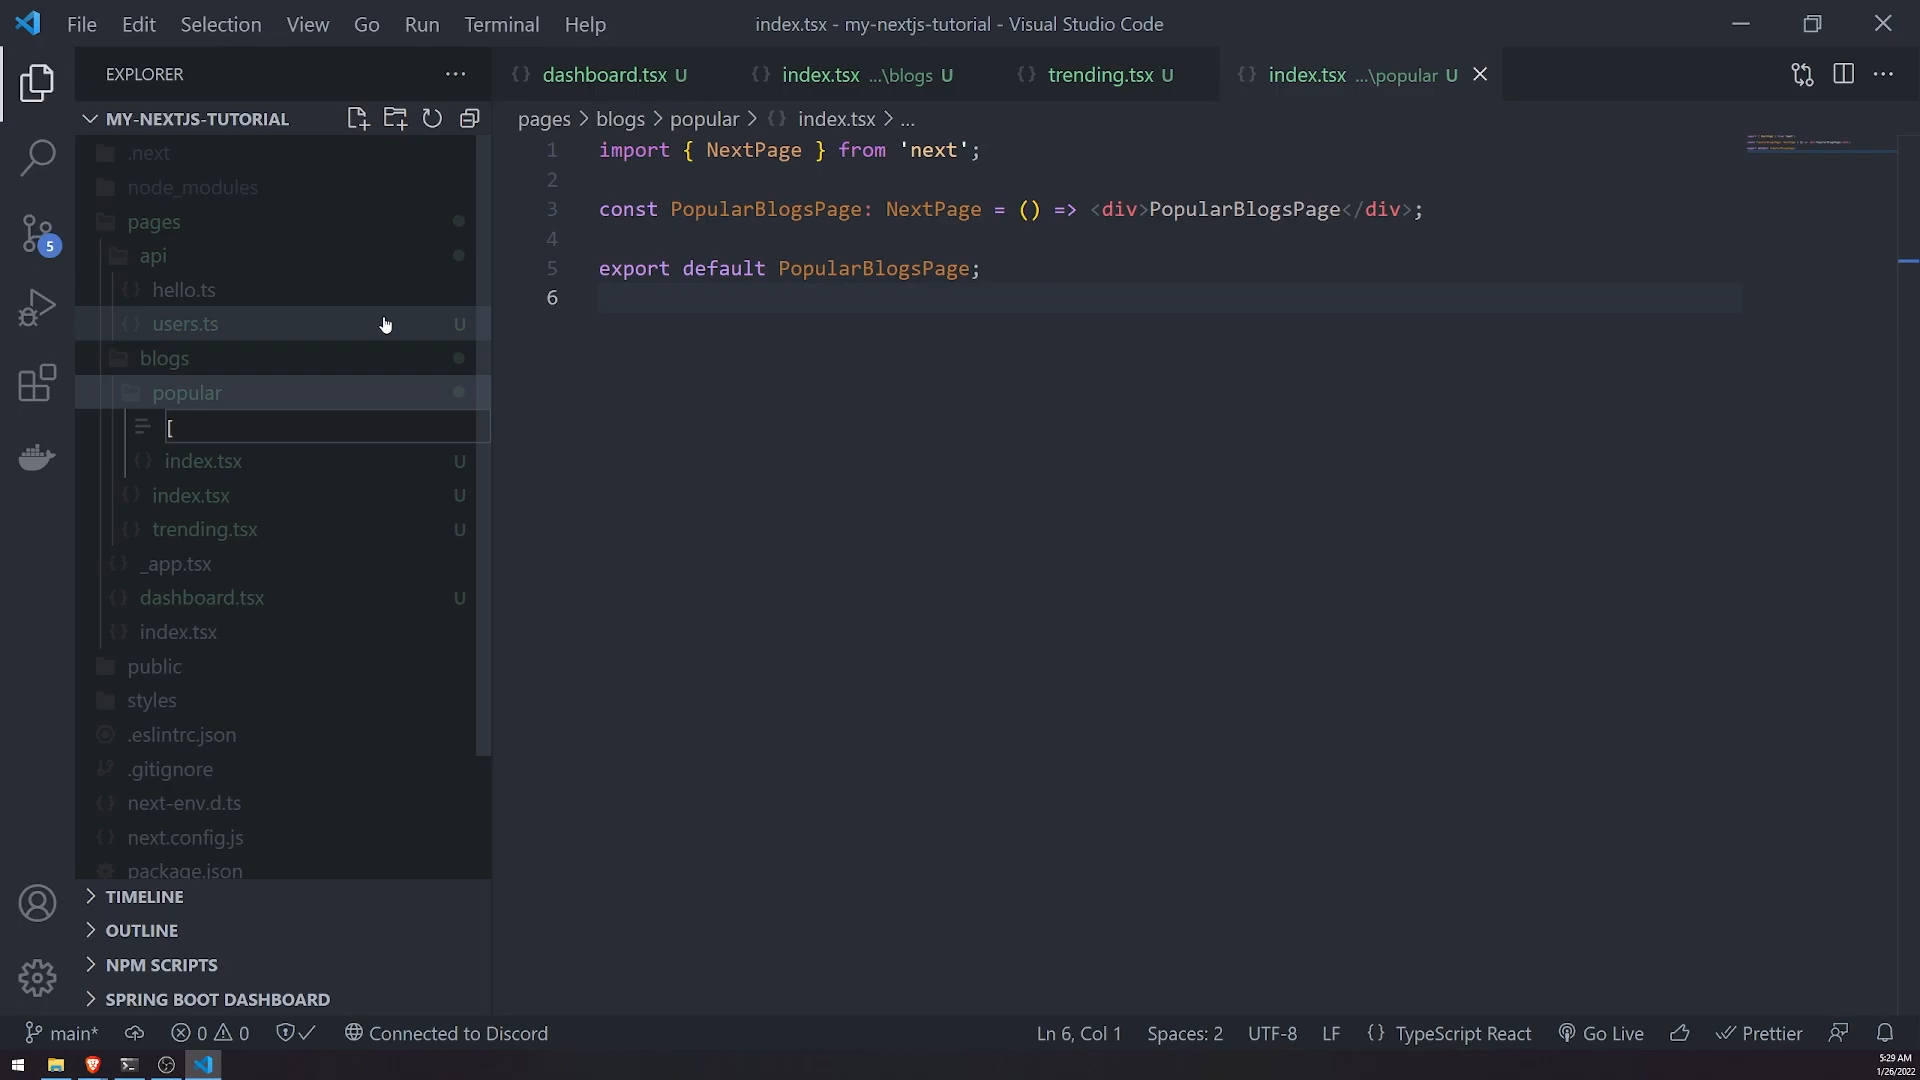 File Edit Selection View Go Run Terminal Help
index.tsx - my-nextjs-tutorial - Visual Studio Code
EXPLORER
MY-NEXTJS-TUTORIAL
.next
node_modules
pages
api
hello.ts
users.ts U
blogs
popular
[
index.tsx U
index.tsx U
trending.tsx U
_app.tsx
dashboard.tsx U
index.tsx
public
styles
.eslintrc.json
.gitignore
next-env.d.ts
next.config.js
package.json
TIMELINE
OUTLINE
NPM SCRIPTS
SPRING BOOT DASHBOARD
5
dashboard.tsx U index.tsx ...\blogs U trending.tsx U index.tsx ...\popular U
pages > blogs > popular > {} index.tsx > ...
1 import { NextPage } from 'next';
2
3 const PopularBlogsPage: NextPage = () => <div>PopularBlogsPage</div>;
4
5 export default PopularBlogsPage;
6
main* 0 0 Connected to Discord
Ln 6, Col 1 Spaces: 2 UTF-8 LF {} TypeScript React Go Live Prettier
5:29 AM
1/26/2022